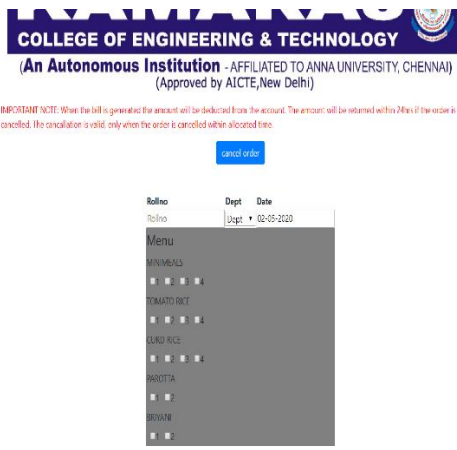 COLLEGE OF ENGINEERING & TECHNOLOGY
(An Autonomous Institution - AFFILIATED TO ANNA UNIVERSITY, CHENNAI)
(Approved by AICTE,New Delhi)
IMPORTANT NOTE: When the bill is generated the amount will be deducted from the account. The amount will be returned within 24hrs if the order is
cancelled. The cancallation is valid, only when the order is cancelled within allocated time.
cancel order
Rollno Dept Date
Rollno Dept 02-05-2020
Menu
MINIMEALS
1 2 3 4
TOMATO RICE
1 2 3 4
CURD RICE
1 2 3 4
PAROTTA
1 2
BRIYANI
1 2